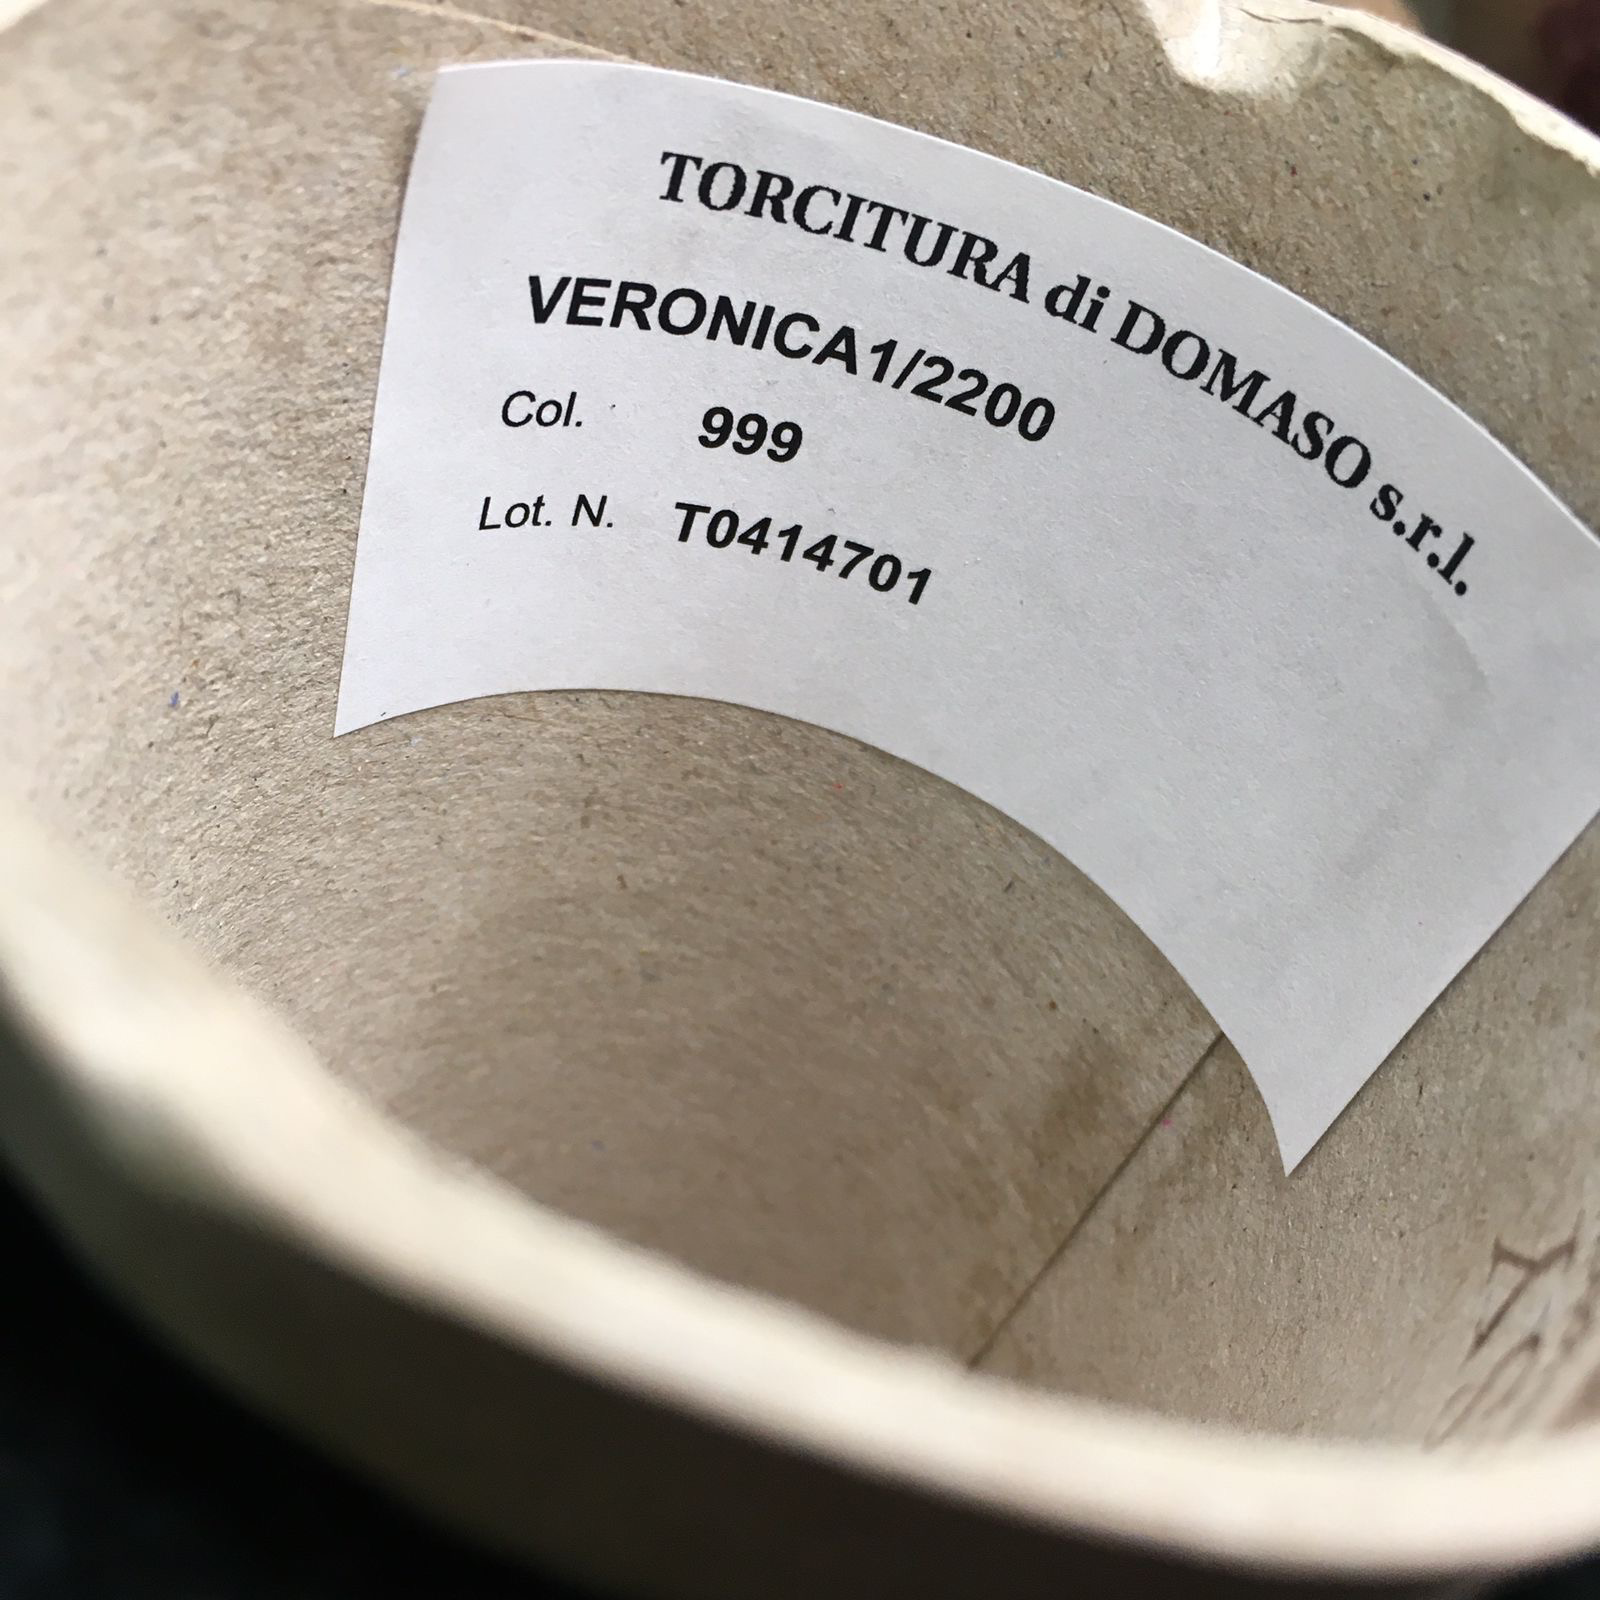 TORCITURA di DOMASO s.r.l.
VERONICA1/2200
Col. 999
Lot. N. T0414701